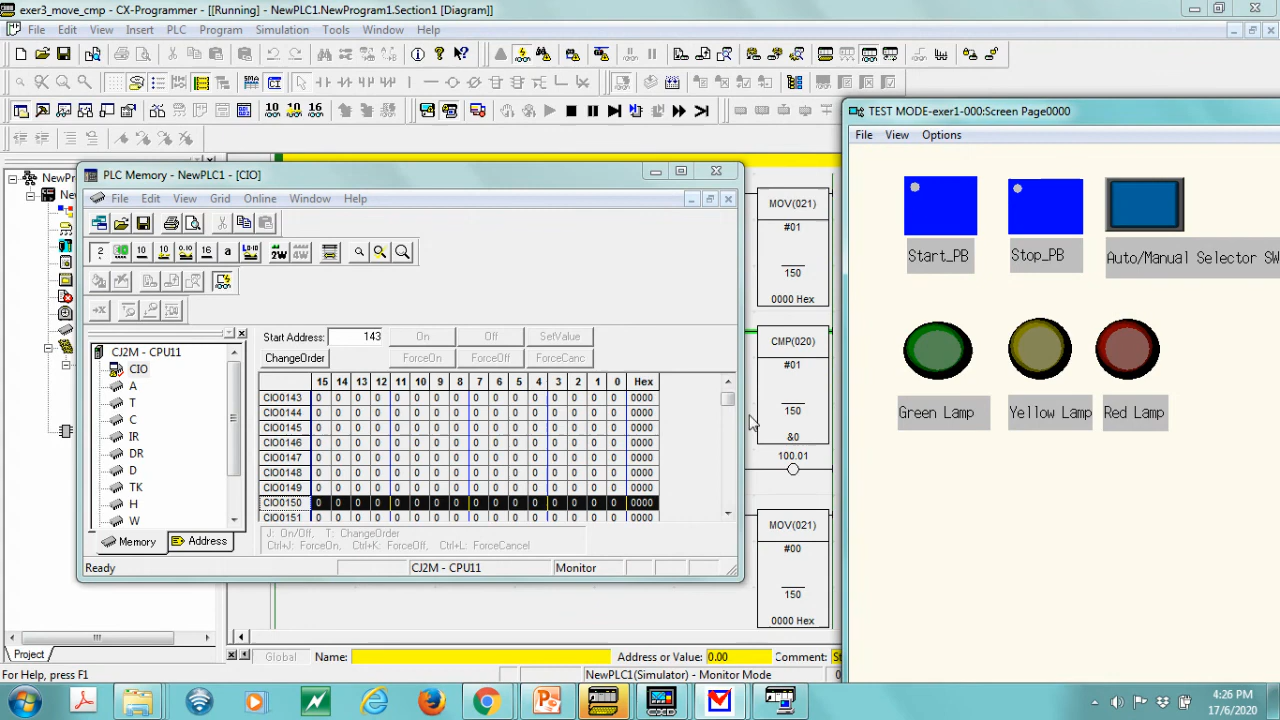 exer3_move_cmp - CX-Programmer - [[Running] - NewPLC1.NewProgram1.Section1 [Diagram]]
File Edit View Insert PLC Program Simulation Tools Window Help
PLC Memory - NewPLC1 - [CIO]
File Edit View Grid Online Window Help
Start Address: 143 On Off SetValue
ChangeOrder ForceOn ForceOff ForceCanc
CJ2M - CPU11
CIO
A
T
C
IR
DR
D
TK
H
W
Memory Address
15 14 13 12 11 10 9 8 7 6 5 4 3 2 1 0 Hex
CIO0143 0 0 0 0 0 0 0 0 0 0 0 0 0 0 0 0 0000
CIO0144 0 0 0 0 0 0 0 0 0 0 0 0 0 0 0 0 0000
CIO0145 0 0 0 0 0 0 0 0 0 0 0 0 0 0 0 0 0000
CIO0146 0 0 0 0 0 0 0 0 0 0 0 0 0 0 0 0 0000
CIO0147 0 0 0 0 0 0 0 0 0 0 0 0 0 0 0 0 0000
CIO0148 0 0 0 0 0 0 0 0 0 0 0 0 0 0 0 0 0000
CIO0149 0 0 0 0 0 0 0 0 0 0 0 0 0 0 0 0 0000
CIO0150 0 0 0 0 0 0 0 0 0 0 0 0 0 0 0 0 0000
CIO0151 0 0 0 0 0 0 0 0 0 0 0 0 0 0 0 0 0000
J: On/Off, T: ChangeOrder
Ctrl+J: ForceOn, Ctrl+K: ForceOff, Ctrl+L: ForceCancel
Ready CJ2M - CPU11 Monitor
MOV(021)
#01
150
0000 Hex
CMP(020)
#01
150
&0
100.01
MOV(021)
#00
150
0000 Hex
TEST MODE-exer1-000:Screen Page0000
File View Options
Start_PB Stop_PB Auto/Manual Selector SW
Green Lamp Yellow Lamp Red Lamp
NewPr
Ne
Project
Global Name: Address or Value: 0.00 Comment: St
For Help, press F1 NewPLC1(Simulator) - Monitor Mode
4:26 PM
17/6/2020